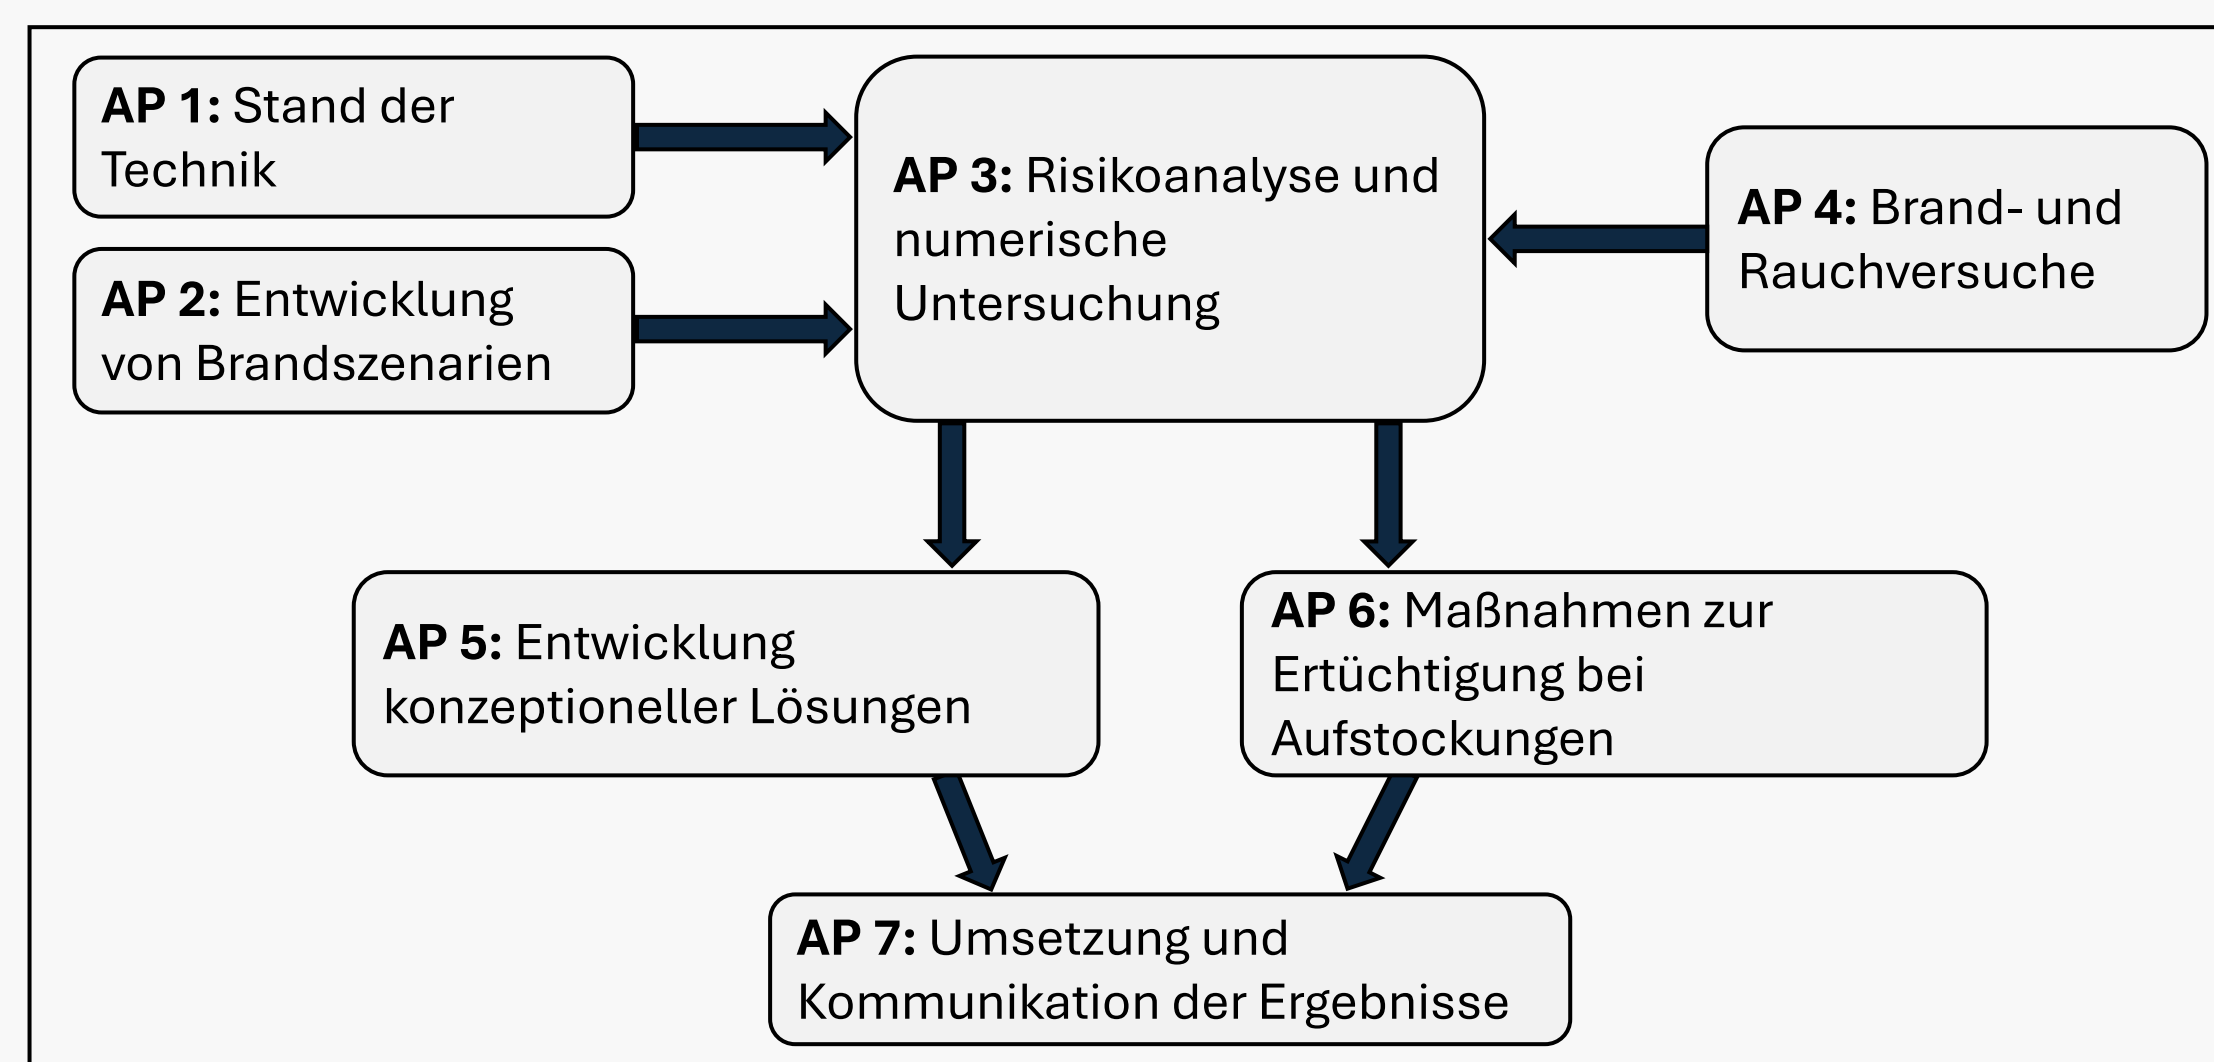 AP 1: Stand der
Technik
AP 2: Entwicklung
von Brandszenarien
AP 3: Risikoanalyse und
numerische
Untersuchung
AP 4: Brand- und
Rauchversuche
AP 5: Entwicklung
konzeptioneller Lösungen
AP 6: Maßnahmen zur
Ertüchtigung bei
Aufstockungen
AP 7: Umsetzung und
Kommunikation der Ergebnisse